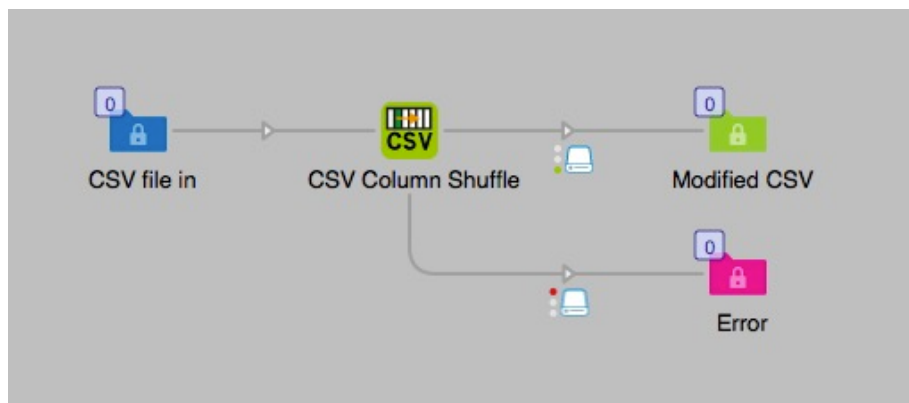 0
0
CSV
CSV file in
CSV Column Shuffle
Modified CSV
0
Error